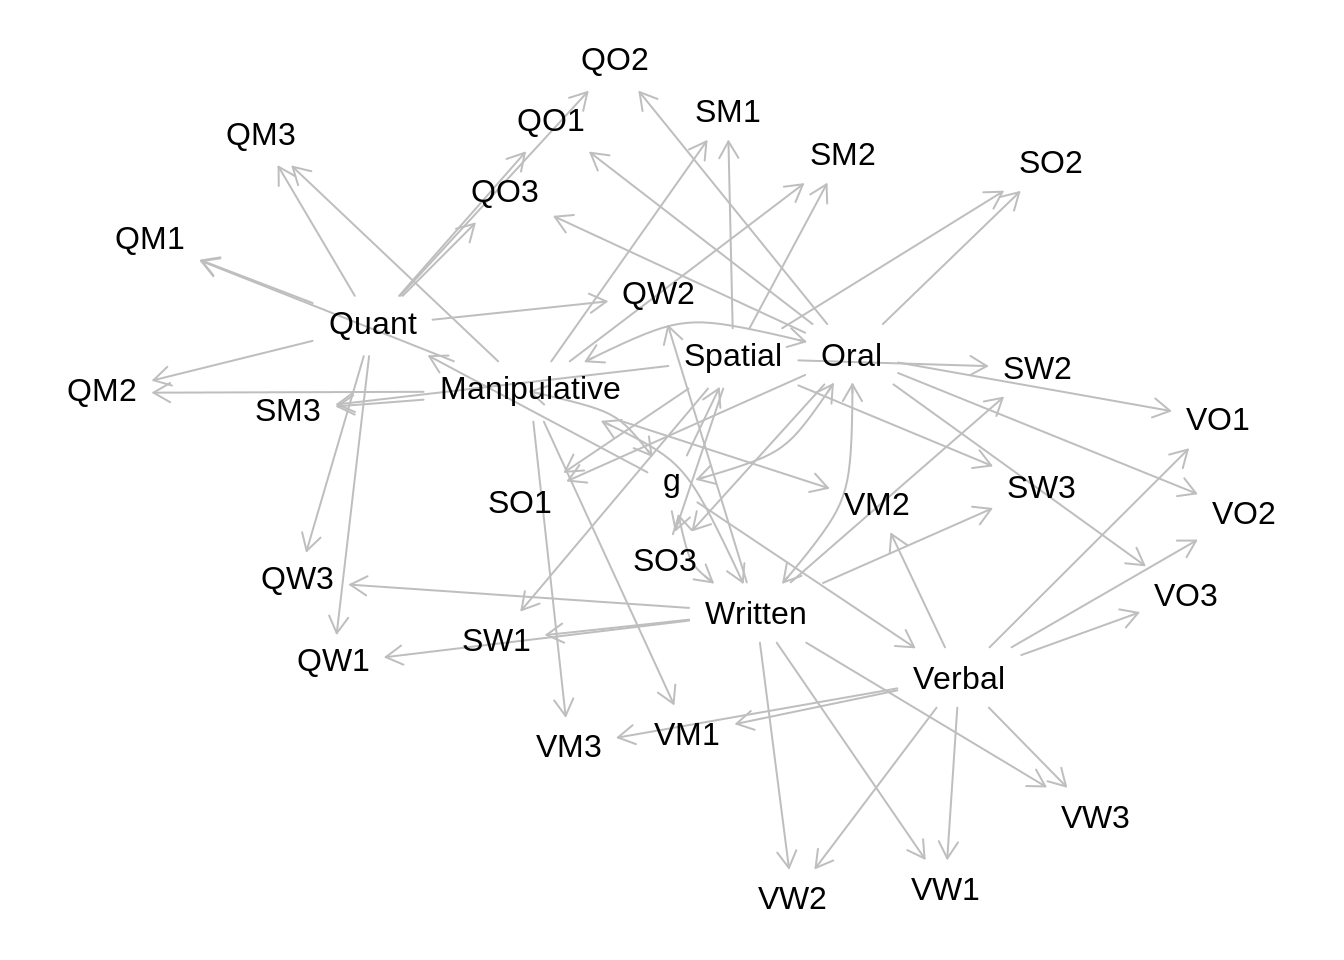 QO2
SM1
QO1
QM3
SM2
SO2
QO3
QM1
QW2
Quant
Spatial
Oral
SW2
QM2
Manipulative
SM3
VO1
g
SW3
SO1
VM2
VO2
SO3
QW3
VO3
Written
SW1
QW1
Verbal
VM1
VM3
VW3
VW1
VW2